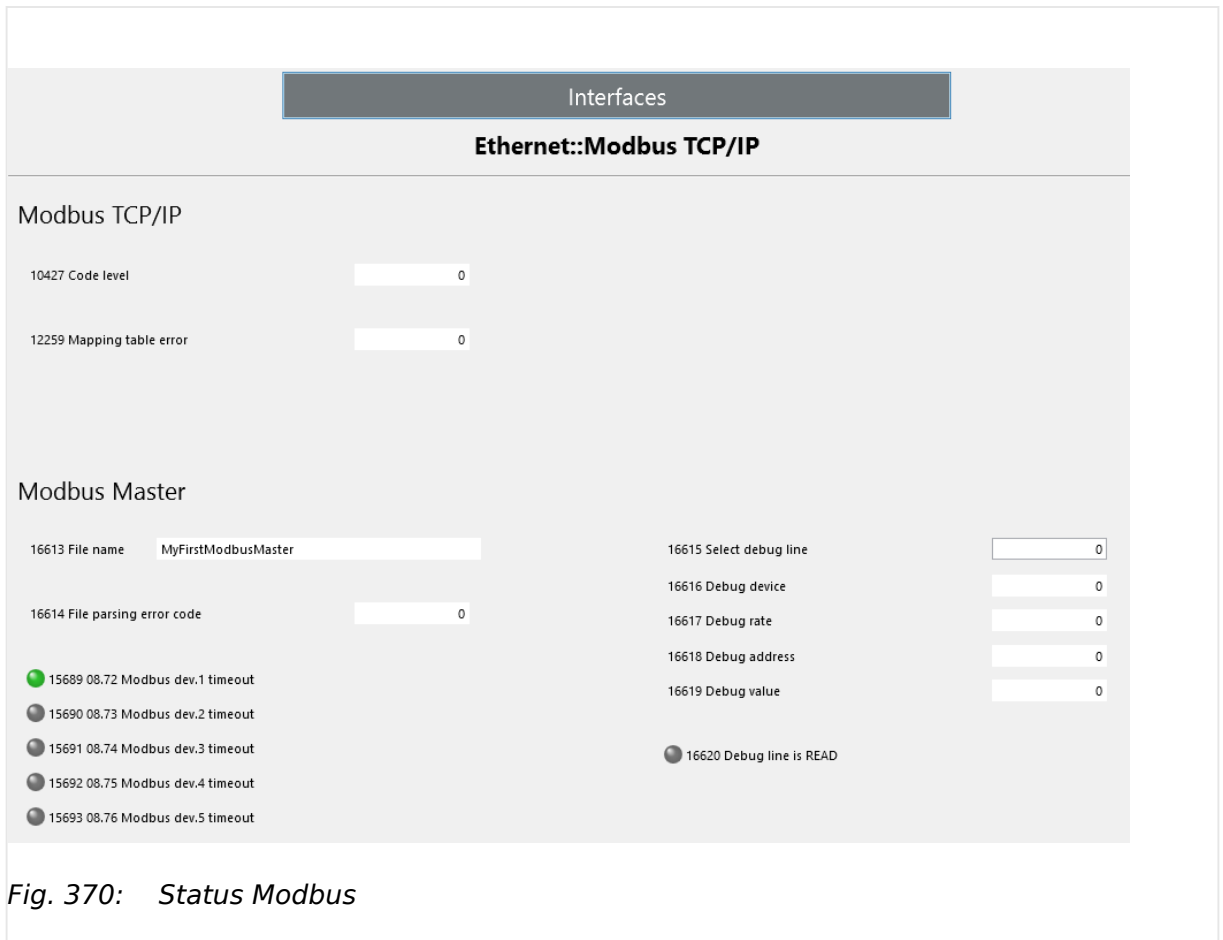 Interfaces
Ethernet::Modbus TCP/IP
Modbus TCP/IP
10427 Code level 0
12259 Mapping table error 0
Modbus Master
16613 File name MyFirstModbusMaster
16614 File parsing error code 0
15689 08.72 Modbus dev.1 timeout
15690 08.73 Modbus dev.2 timeout
15691 08.74 Modbus dev.3 timeout
15692 08.75 Modbus dev.4 timeout
15693 08.76 Modbus dev.5 timeout
16615 Select debug line 0
16616 Debug device 0
16617 Debug rate 0
16618 Debug address 0
16619 Debug value 0
16620 Debug line is READ
Fig. 370: Status Modbus